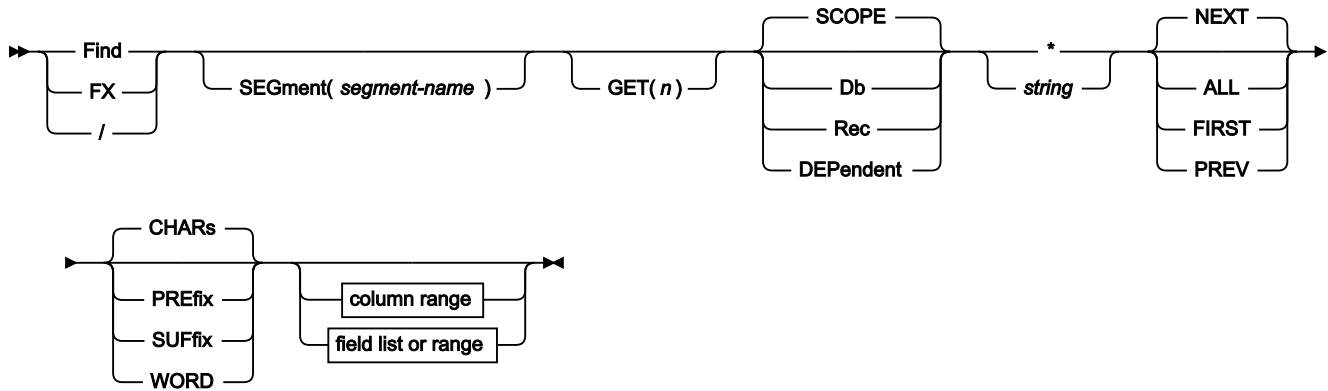 SCOPE
NEXT
Find
*
FX
SEGment( segment-name )
GET( n )
Db
string
ALL
/
Rec
FIRST
DEPendent
PREV
CHARs
PREfix
column range
SUFfix
field list or range
WORD